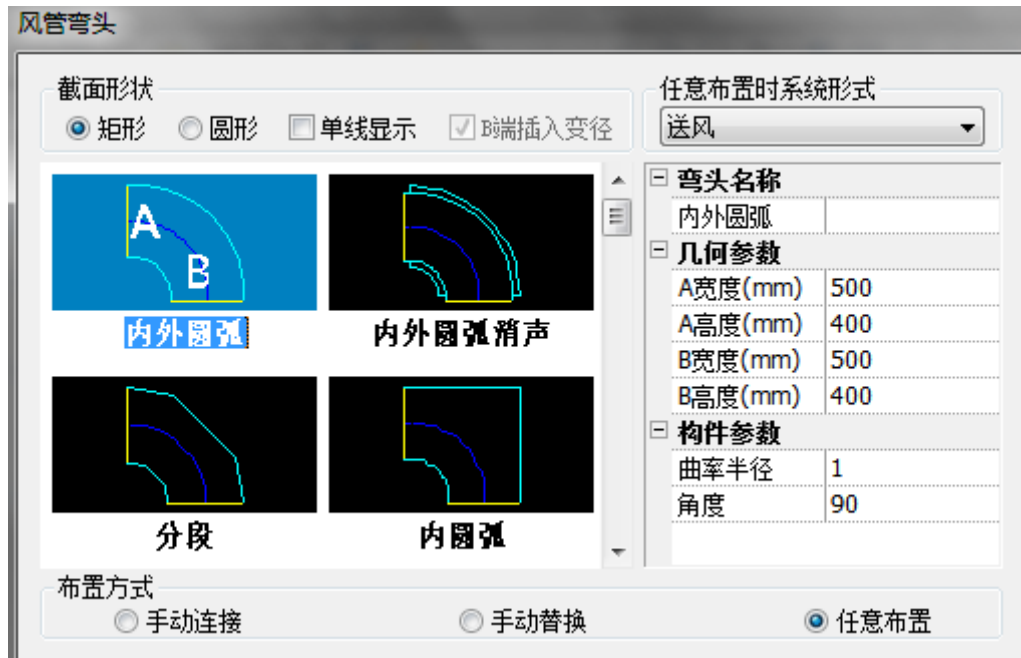 风管弯头
截面形状
矩形 圆形 单线显示 B端插入变径
任意布置时系统形式
送风
A
B
内外圆弧
内外圆弧消声
分段
内圆弧
弯头名称
内外圆弧
几何参数
A宽度(mm) 500
A高度(mm) 400
B宽度(mm) 500
B高度(mm) 400
构件参数
曲率半径 1
角度 90
布置方式
手动连接 手动替换 任意布置